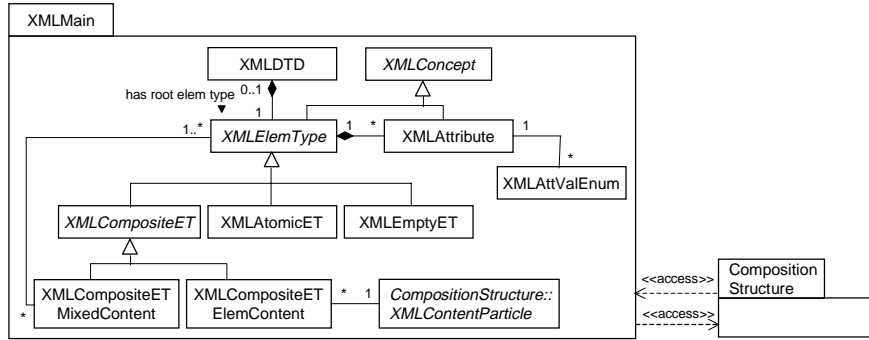 XMLMain
XMLDTD
XMLConcept
has root elem type
0..1
1
1..*
XMLElemType
1
*
XMLAttribute
1
*
XMLAttValEnum
XMLCompositeET
XMLAtomicET
XMLEmptyET
XMLCompositeET
MixedContent
*
XMLCompositeET
ElemContent
*
1
CompositionStructure::
XMLContentParticle
<<access>>
Composition
Structure
<<access>>